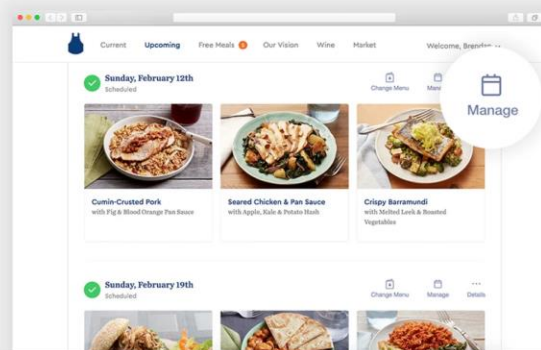 Current Upcoming Free Meals Our Vision Wine Market Welcome, Brendan
Sunday, February 12th
Scheduled
Change Menu
Manage
Cumin-Crusted Pork
with Fig & Blood Orange Pan Sauce
Seared Chicken & Pan Sauce
with Apple, Kale & Potato Hash
Crispy Barramundi
with Melted Leek & Roasted
Vegetables
Sunday, February 19th
Scheduled
Change Menu Manage Details